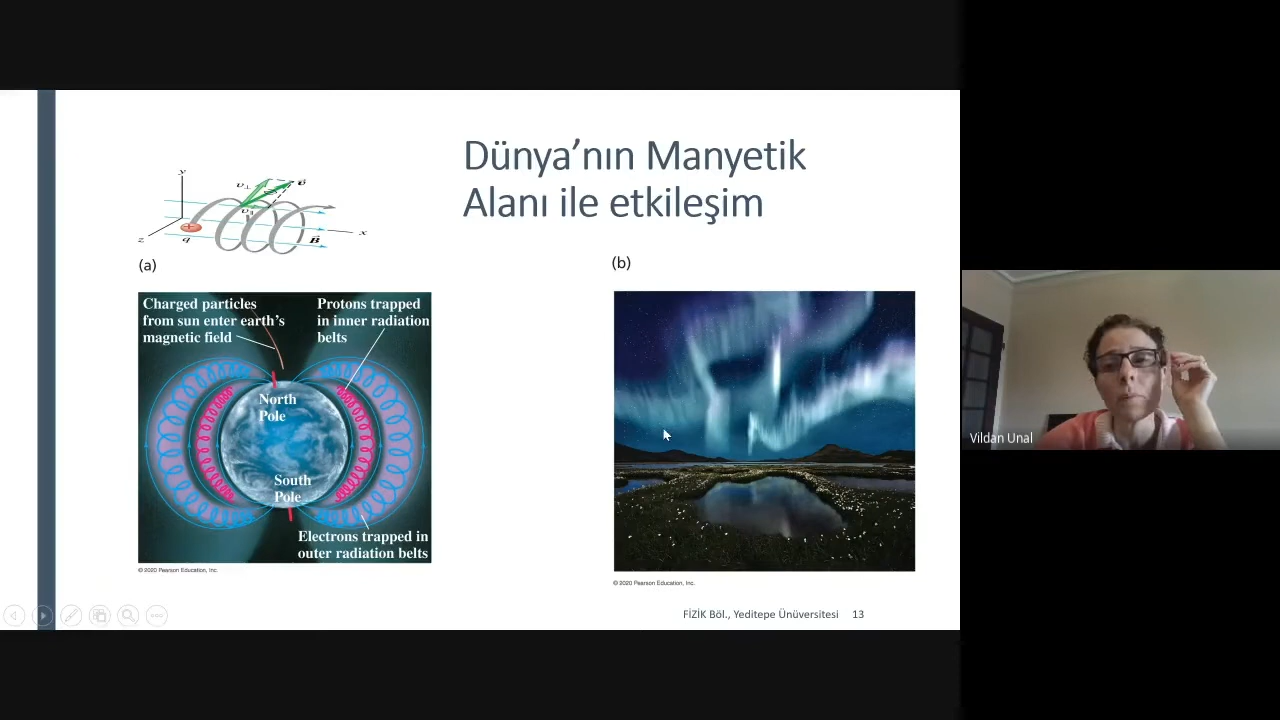 Dünya’nın Manyetik
Alanı ile etkileşim
y
z
x
q
(a)
(b)
Charged particles
from sun enter earth’s
magnetic field
Protons trapped
in inner radiation
belts
North
Pole
South
Pole
Electrons trapped in
outer radiation belts
© 2020 Pearson Education, Inc.
© 2020 Pearson Education, Inc.
FİZİK Böl., Yeditepe Ünüversitesi 13
Vildan Unal